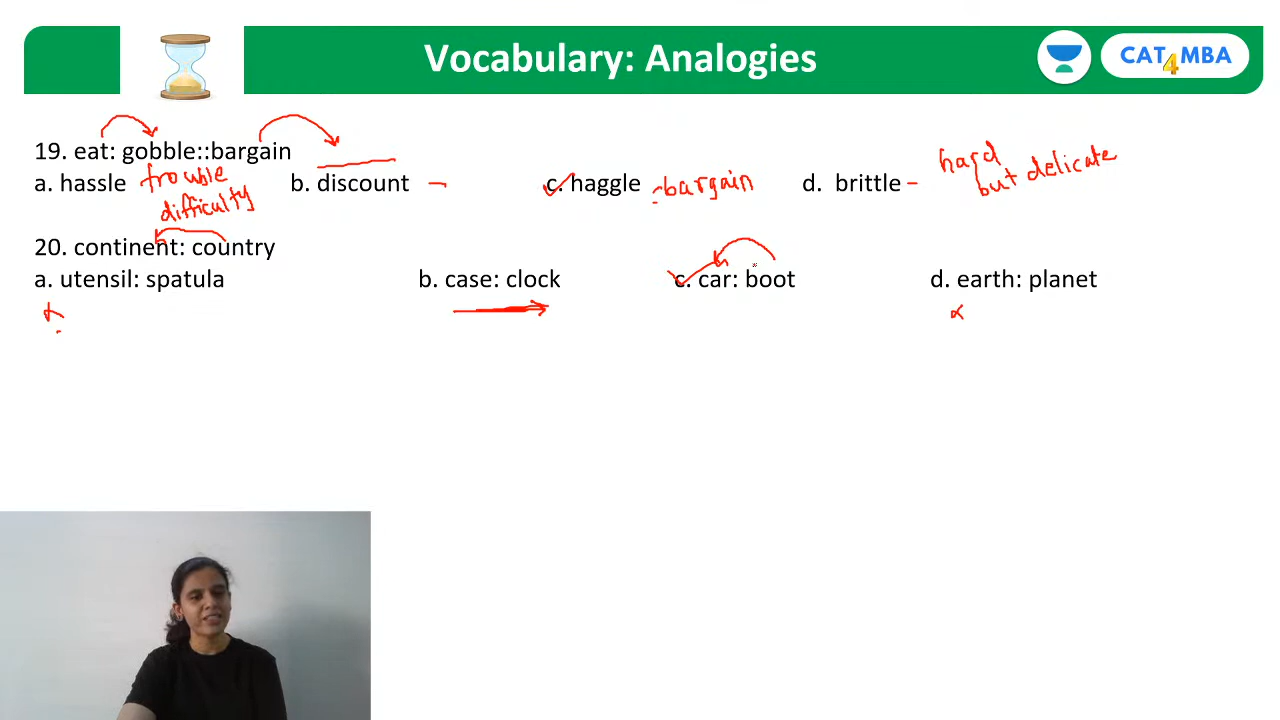 Vocabulary: Analogies
CAT4MBA
19. eat: gobble::bargain
a. hassle trouble difficulty b. discount – c. haggle :bargain d. brittle – hard but delicate
20. continent: country
a. utensil: spatula b. case: clock c. car: boot d. earth: planet